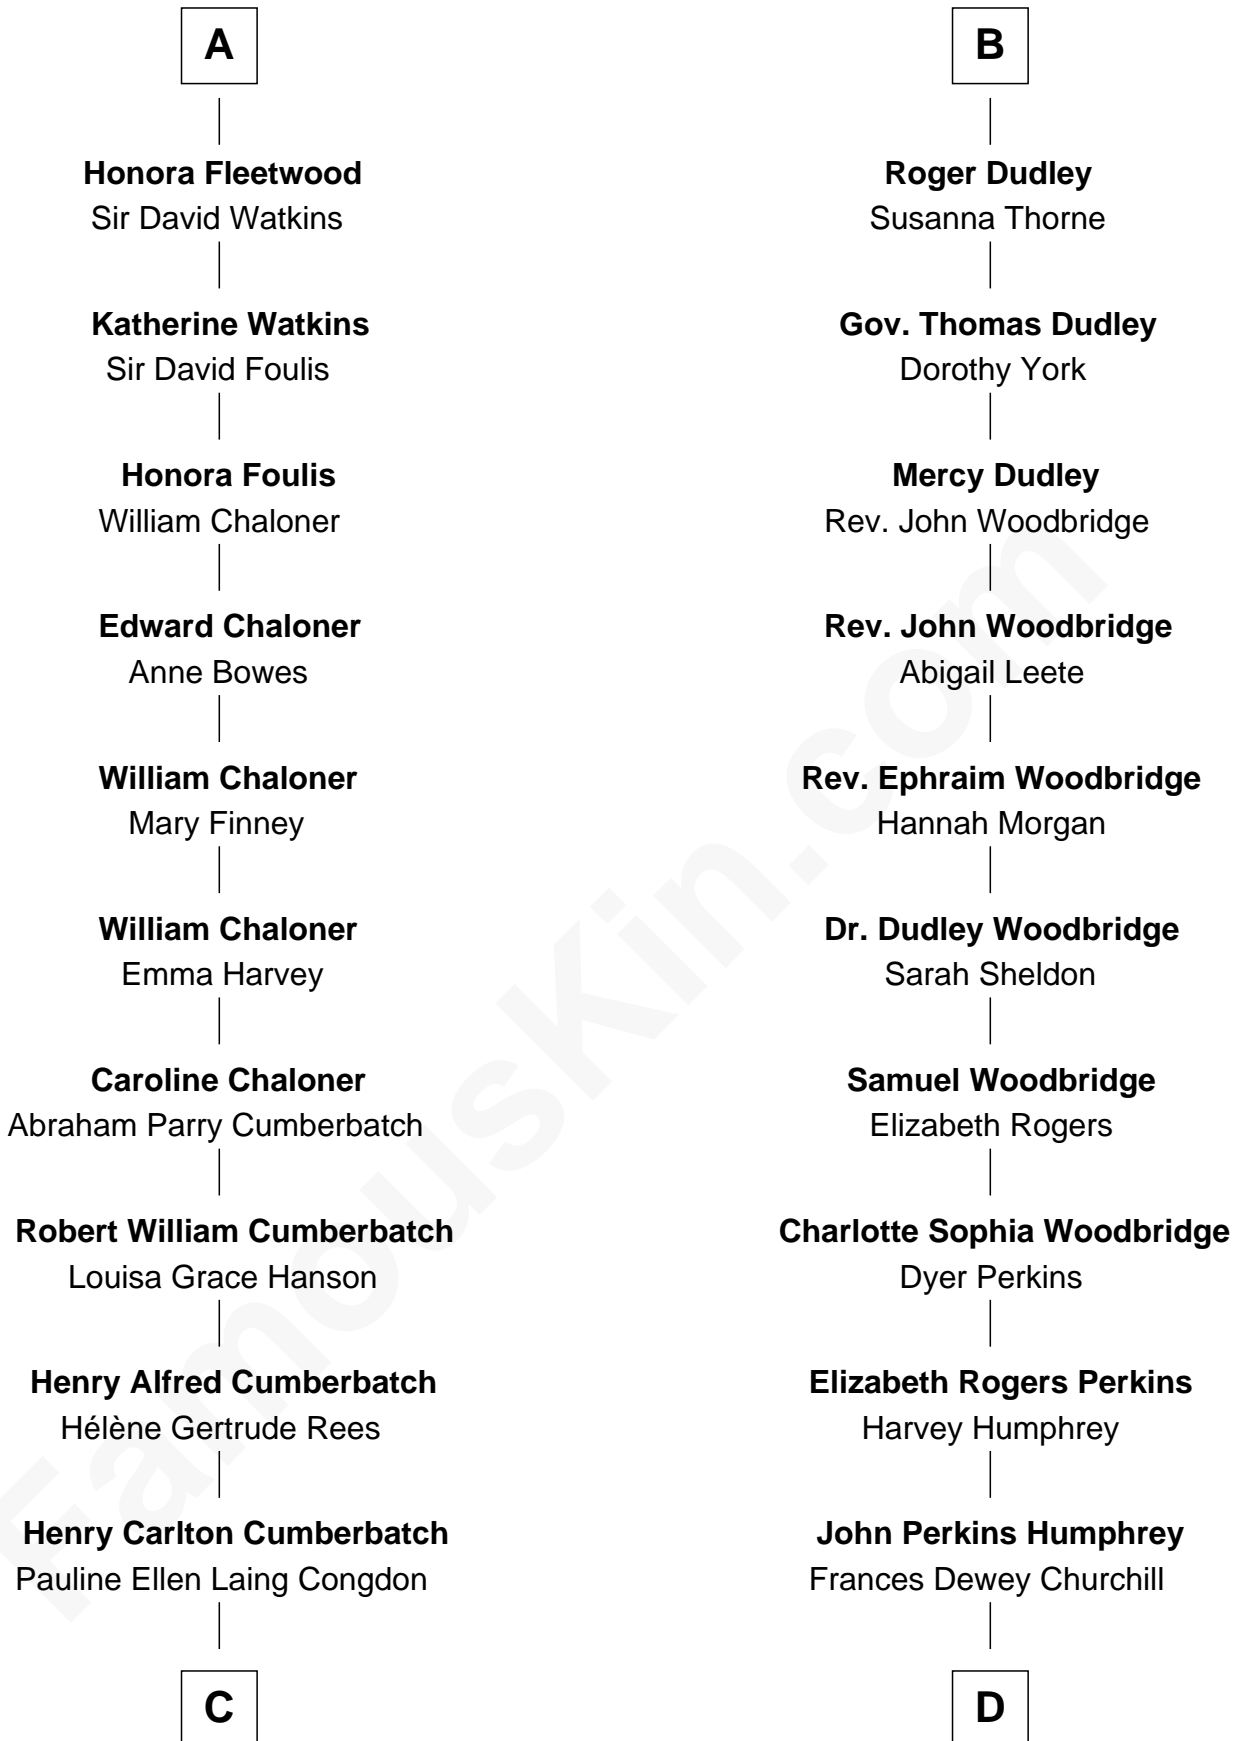 A
Honora Fleetwood
Sir David Watkins
Katherine Watkins
Sir David Foulis
Honora Foulis
William Chaloner
Edward Chaloner
Anne Bowes
William Chaloner
Mary Finney
William Chaloner
Emma Harvey
Caroline Chaloner
Abraham Parry Cumberbatch
Robert William Cumberbatch
Louisa Grace Hanson
Henry Alfred Cumberbatch
Hélène Gertrude Rees
Henry Carlton Cumberbatch
Pauline Ellen Laing Congdon
C
B
Roger Dudley
Susanna Thorne
Gov. Thomas Dudley
Dorothy York
Mercy Dudley
Rev. John Woodbridge
Rev. John Woodbridge
Abigail Leete
Rev. Ephraim Woodbridge
Hannah Morgan
Dr. Dudley Woodbridge
Sarah Sheldon
Samuel Woodbridge
Elizabeth Rogers
Charlotte Sophia Woodbridge
Dyer Perkins
Elizabeth Rogers Perkins
Harvey Humphrey
John Perkins Humphrey
Frances Dewey Churchill
D
FamousKin.com